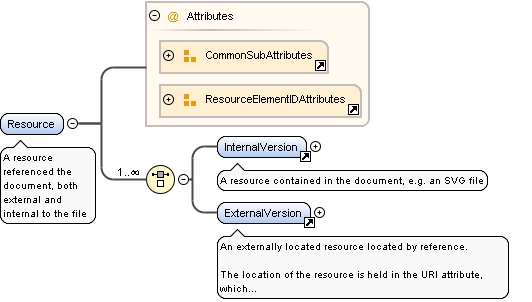 @ Attributes
CommonSubAttributes
ResourceElementIDAttributes
Resource
A resource
referenced the
document, both
external and
internal to the file
1..∞
InternalVersion
A resource contained in the document, e.g. an SVG file
ExternalVersion
An externally located resource located by reference.
The location of the resource is held in the URI attribute,
which...